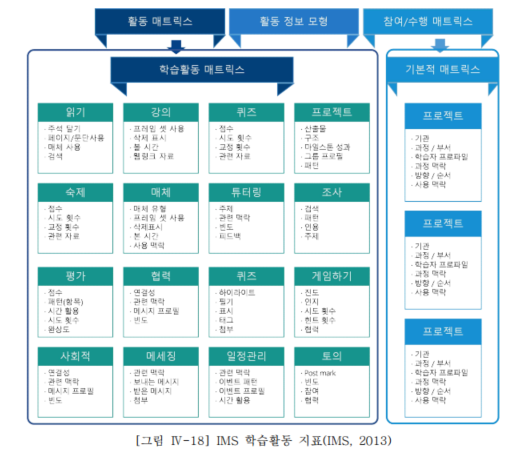 활동 매트릭스
활동 정보 모형
참여/수행 매트릭스
학습활동 매트릭스
기본적 매트릭스
읽기
· 주석 달기
· 페이지/문단사용
· 매체 사용
· 검색
강의
· 프레임 셋 사용
· 삭제 표시
· 볼 시간
· 웹링크 자료
퀴즈
· 점수
· 시도 횟수
· 교정 횟수
· 관련 자료
프로젝트
· 산출물
· 구조
· 마일스톤 성과
· 그룹 프로필
· 패턴
숙제
· 점수
· 시도 횟수
· 교정 횟수
· 관련 자료
매체
· 매체 유형
· 프레임 셋 사용
· 삭제표시
· 본 시간
· 사용 맥락
튜터링
· 주제
· 관련 맥락
· 빈도
· 피드백
조사
· 검색
· 패턴
· 인용
· 주제
평가
· 점수
· 패턴(항목)
· 시간 활용
· 시도 횟수
· 완성도
협력
· 연결성
· 관련 맥락
· 메시지 프로필
· 빈도
퀴즈
· 하이라이트
· 필기
· 표시
· 태그
· 첨부
게임하기
· 진도
· 인지
· 시도 횟수
· 힌트 횟수
· 협력
사회적
· 연결성
· 관련 맥락
· 메시지 프로필
· 빈도
메세징
· 관련 맥락
· 보내는 메시지
· 받은 메시지
· 첨부
일정관리
· 관련 맥락
· 이벤트 패턴
· 이벤트 프로필
· 시간 활용
토의
· Post mark
· 빈도
· 참여
· 협력
프로젝트
· 기관
· 과정 / 부서
· 학습자 프로파일
· 과정 맥락
· 방향 / 순서
· 사용 맥락
프로젝트
· 기관
· 과정 / 부서
· 학습자 프로파일
· 과정 맥락
· 방향 / 순서
· 사용 맥락
프로젝트
· 기관
· 과정 / 부서
· 학습자 프로파일
· 과정 맥락
· 방향 / 순서
· 사용 맥락
[그림 Ⅳ-18] IMS 학습활동 지표(IMS, 2013)